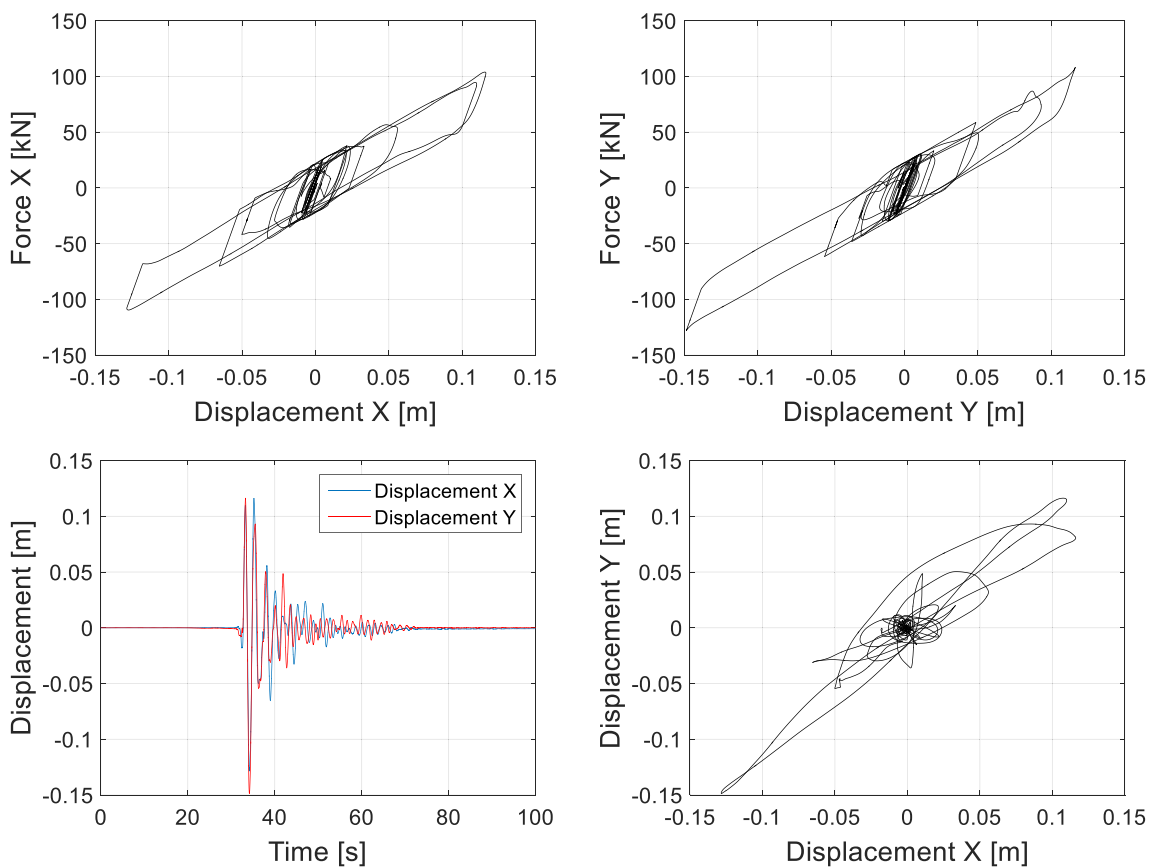 150
100
50
0
-50
-100
-150
Force X [kN]
-0.15 -0.1 -0.05 0 0.05 0.1 0.15
Displacement X [m]
150
100
50
0
-50
-100
-150
Force Y [kN]
-0.15 -0.1 -0.05 0 0.05 0.1 0.15
Displacement Y [m]
0.15
0.1
0.05
0
-0.05
-0.1
-0.15
Displacement [m]
Displacement X
Displacement Y
0 20 40 60 80 100
Time [s]
0.15
0.1
0.05
0
-0.05
-0.1
-0.15
Displacement Y [m]
-0.15 -0.1 -0.05 0 0.05 0.1 0.15
Displacement X [m]